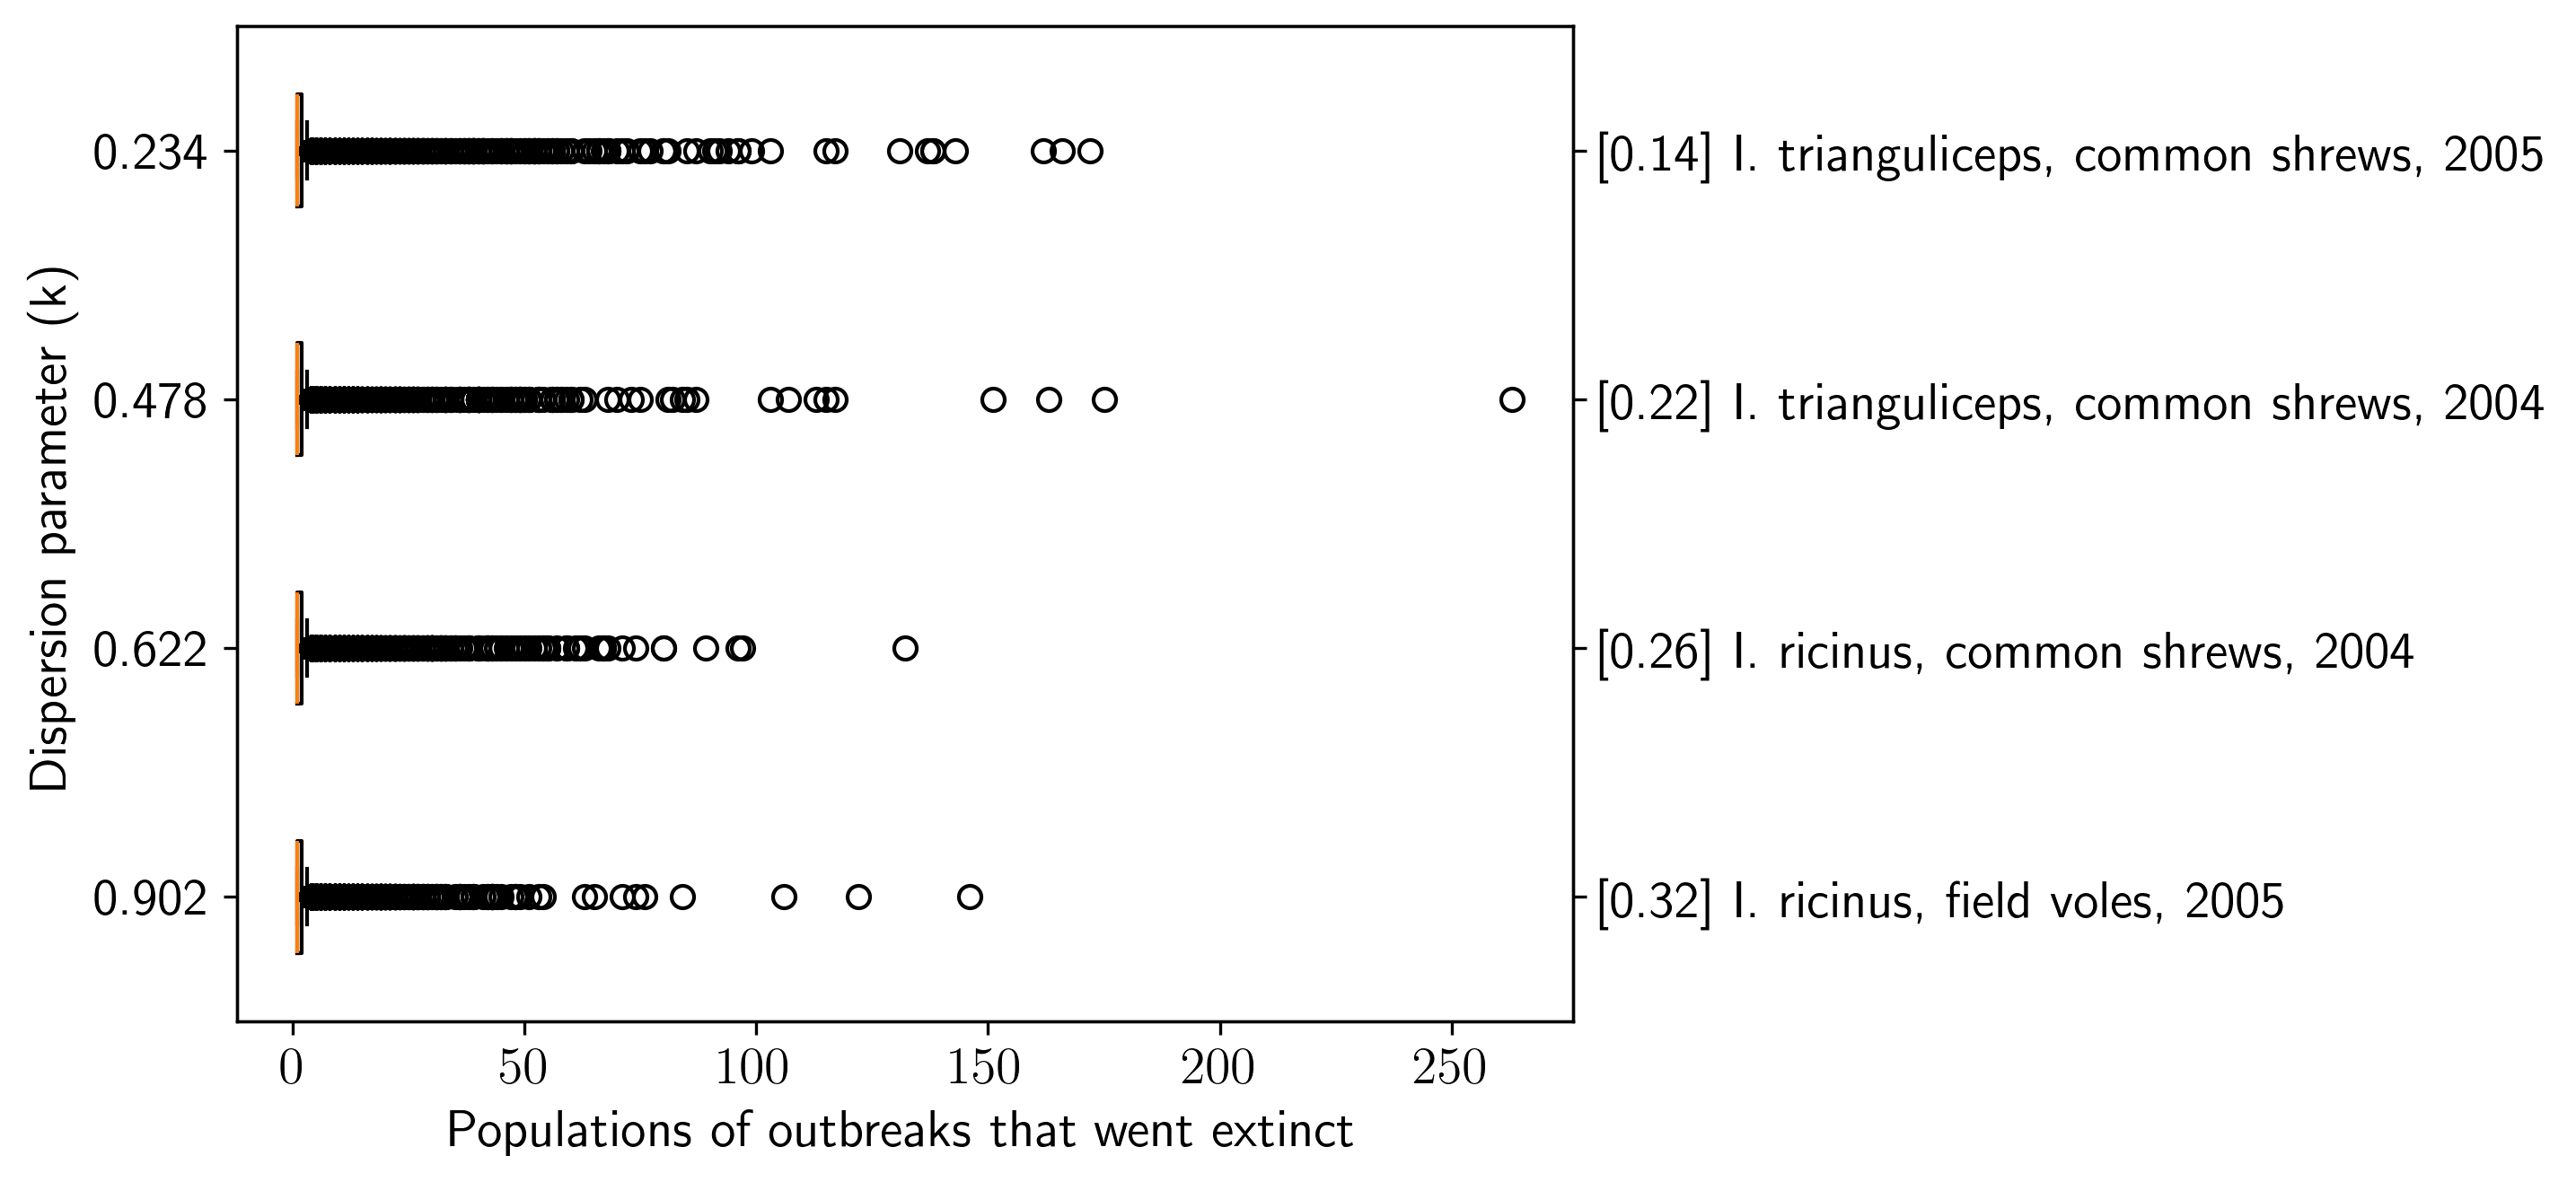 Dispersion parameter (k)
0.234
0.478
0.622
0.902
[0.14] I. trianguliceps, common shrews, 2005
[0.22] I. trianguliceps, common shrews, 2004
[0.26] I. ricinus, common shrews, 2004
[0.32] I. ricinus, field voles, 2005
0 50 100 150 200 250
Populations of outbreaks that went extinct